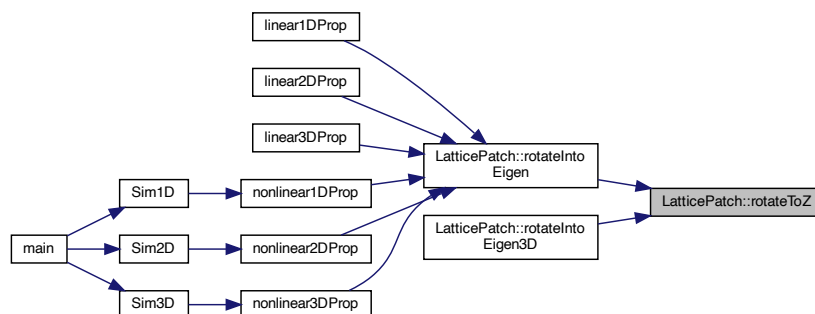 linear1DProp
linear2DProp
linear3DProp
LatticePatch::rotateInto
Eigen
LatticePatch::rotateToZ
Sim1D
nonlinear1DProp
main
Sim2D
nonlinear2DProp
LatticePatch::rotateInto
Eigen3D
Sim3D
nonlinear3DProp